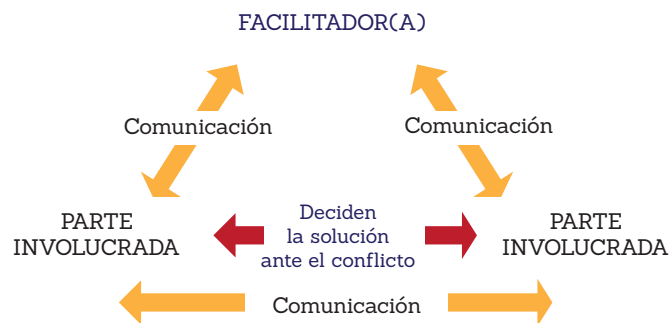 FACILITADOR(A)
Comunicación
Comunicación
PARTE
INVOLUCRADA
Deciden
la solución
ante el conflicto
PARTE
INVOLUCRADA
Comunicación